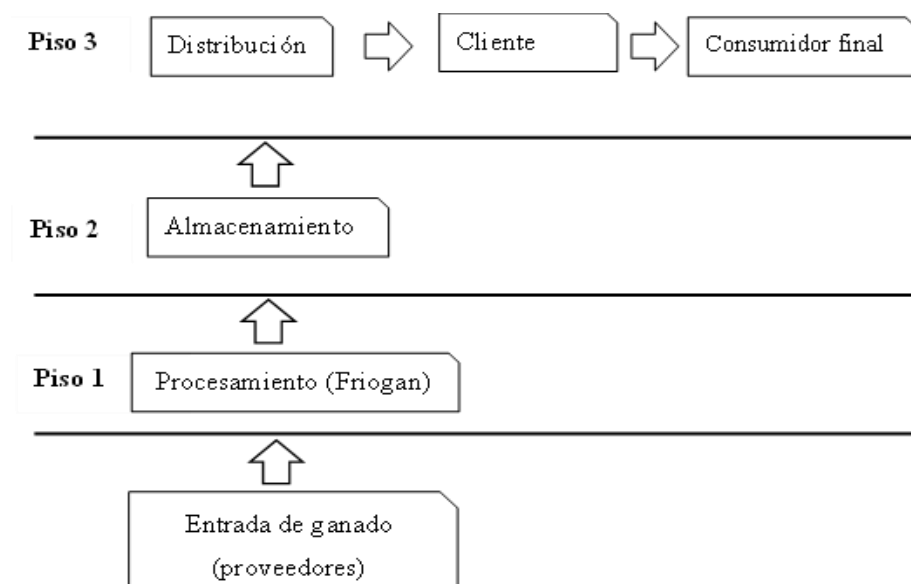 Piso 3
Distribución
Cliente
Consumidor final
Piso 2
Almacenamiento
Piso 1
Procesamiento (Friogan)
Entrada de ganado
(proveedores)